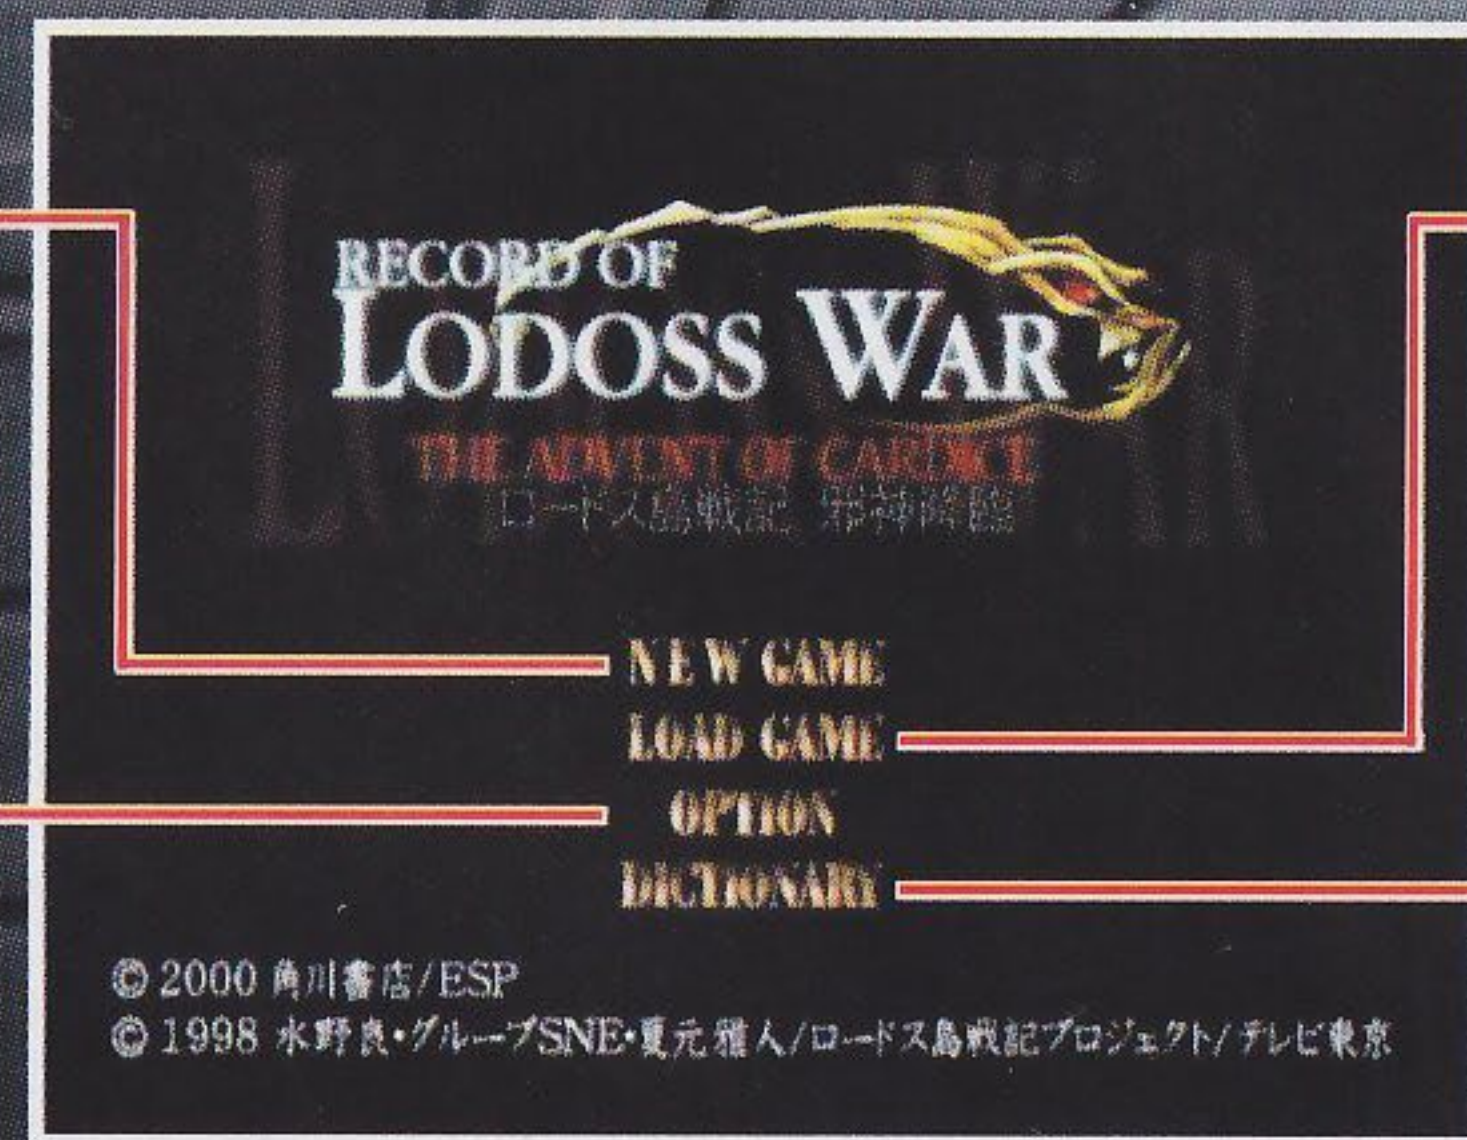 RECORD OF
LODOSS WAR
THE ADVENT OF CARDICE
ロードス島戦記 邪神降臨
NEW GAME
LOAD GAME
OPTION
DICTIONARY
© 2000 角川書店/ESP
© 1998 水野良・グループSNE・夏元雅人/ロードス島戦記プロジェクト/テレビ東京